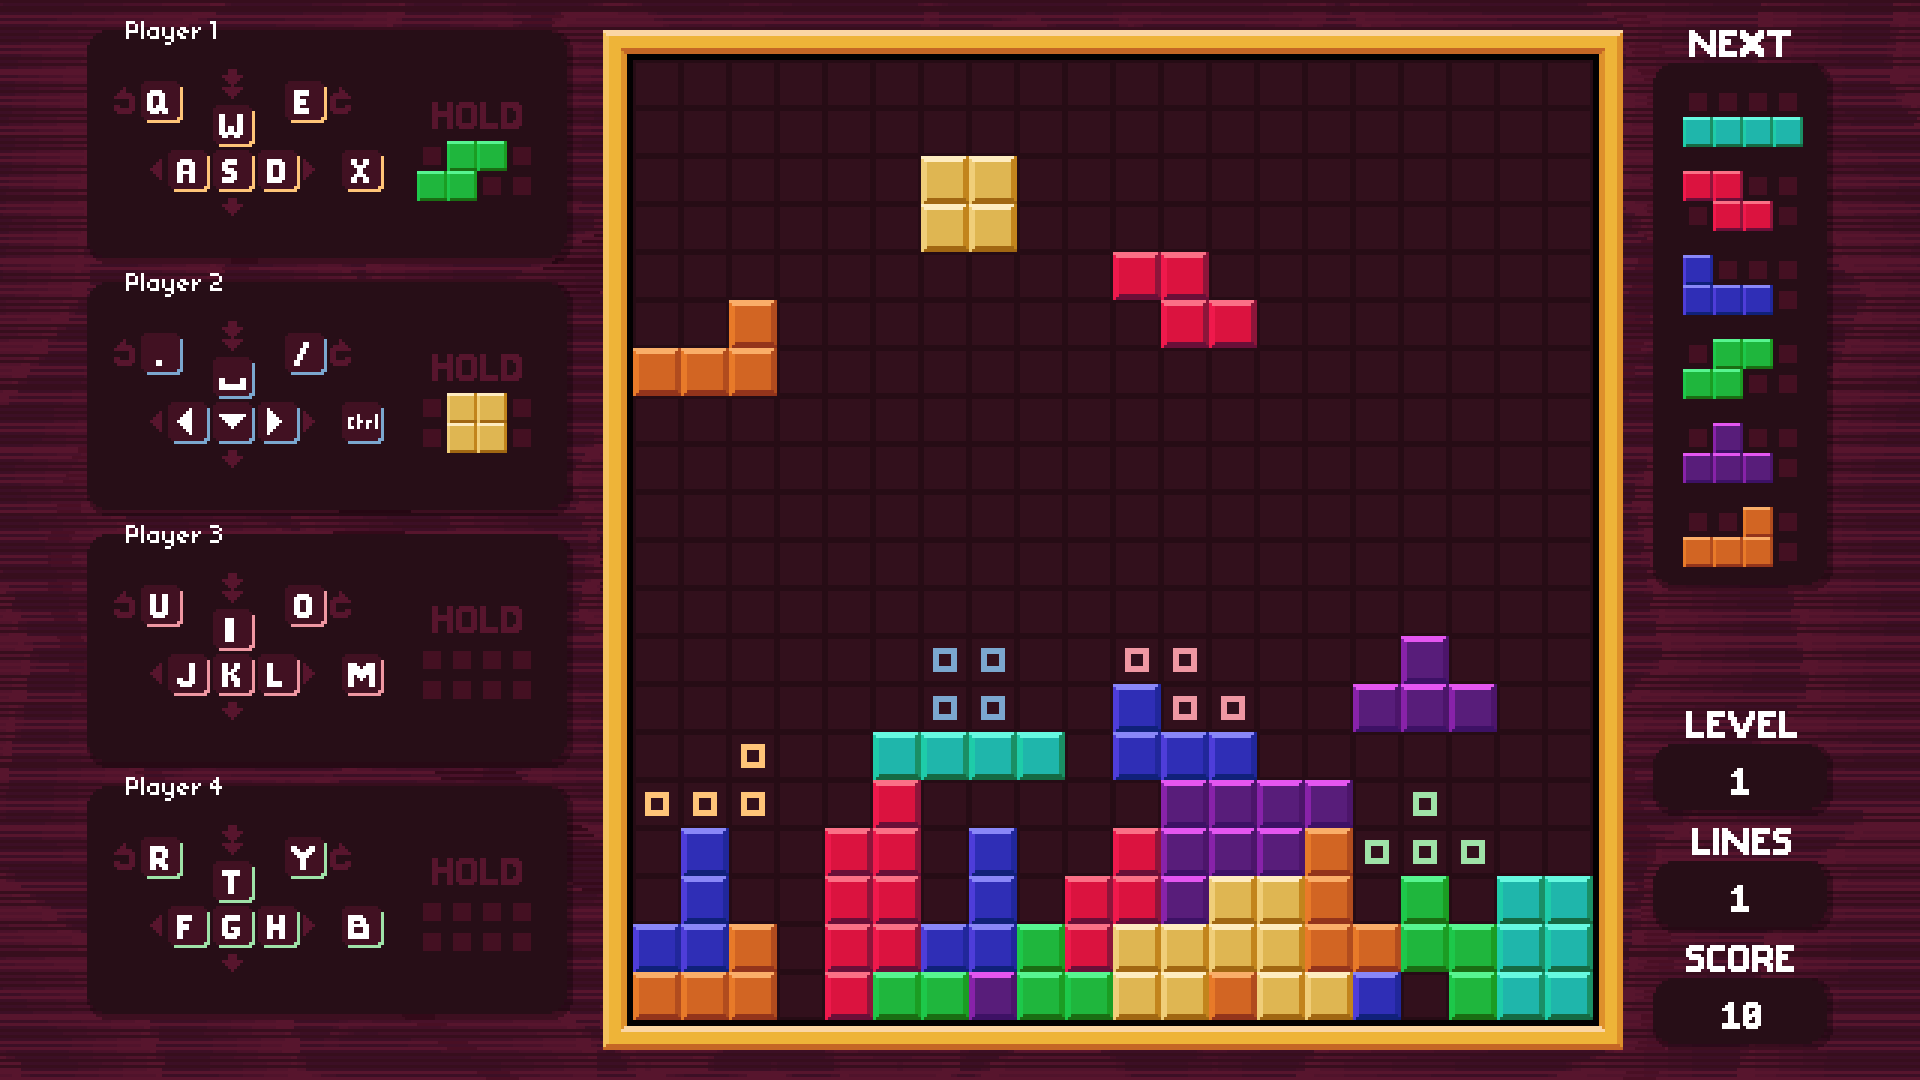 Player 1
Q W E
A S D X
HOLD
Player 2
. ␣ /
Ctrl
HOLD
Player 3
U I O
J K L M
HOLD
Player 4
R T Y
F G H B
HOLD
NEXT
LEVEL
1
LINES
1
SCORE
10